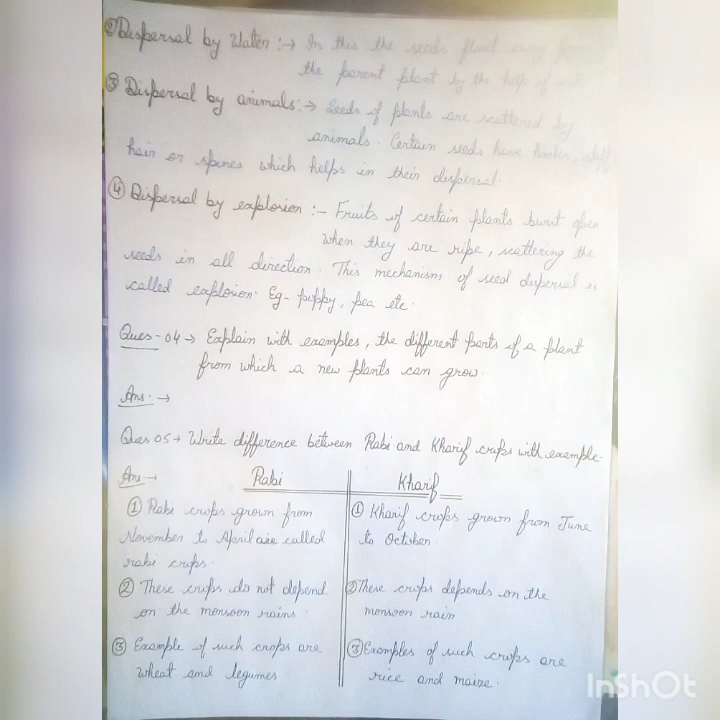 ② Dispersal by Water :→ In this the seeds float away from
the parent plant by the help of
③ Dispersal by animals :→ Seeds of plants are scattered by
animals. Certain seeds have hooks, stiff
hair or spines which helps in their dispersal.
④ Dispersal by explosion :- Fruits of certain plants burst open
when they are ripe, scattering the
seeds in all direction. This mechanism of seed dispersal is
called explosion. Eg- poppy, pea etc.
Ques-04 → Explain with examples, the different parts of a plant
from which a new plants can grow.
Ans. →
Ques 05 → Write difference between Rabi and Kharif crops with example.
Ans →
Rabi
Kharif
① Rabi crops grown from
November to April are called
rabi crops.
② These crops do not depend
on the monsoon rains.
③ Example of such crops are
wheat and legumes.
① Kharif crops grown from June
to October.
② These crops depends on the
monsoon rain
③ Examples of such crops are
rice and maize.
InShOt